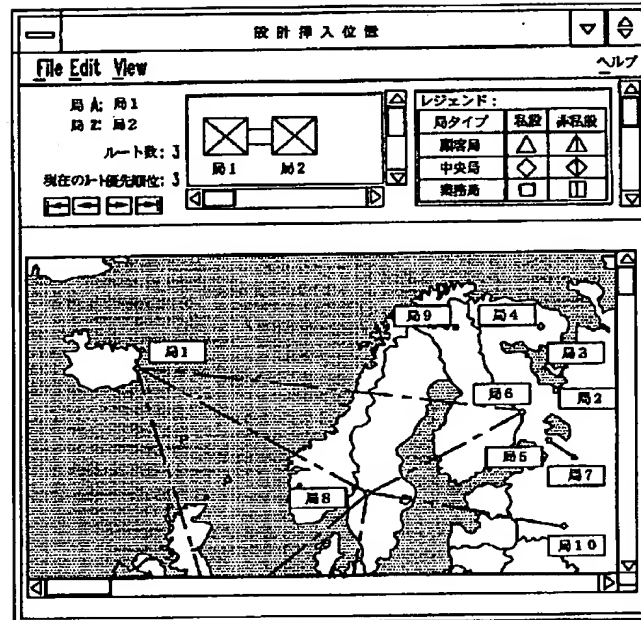 設計挿入位置
File Edit View
ヘルプ
局 A: 局1
局 Z: 局2
ルート数: 3
現在のルート優先順位: 3
局1 局2
レジェンド:
局タイプ 私設 非私設
顧客局
中央局
業務局
局1
局9
局4
局3
局6
局2
局5
局7
局8
局10